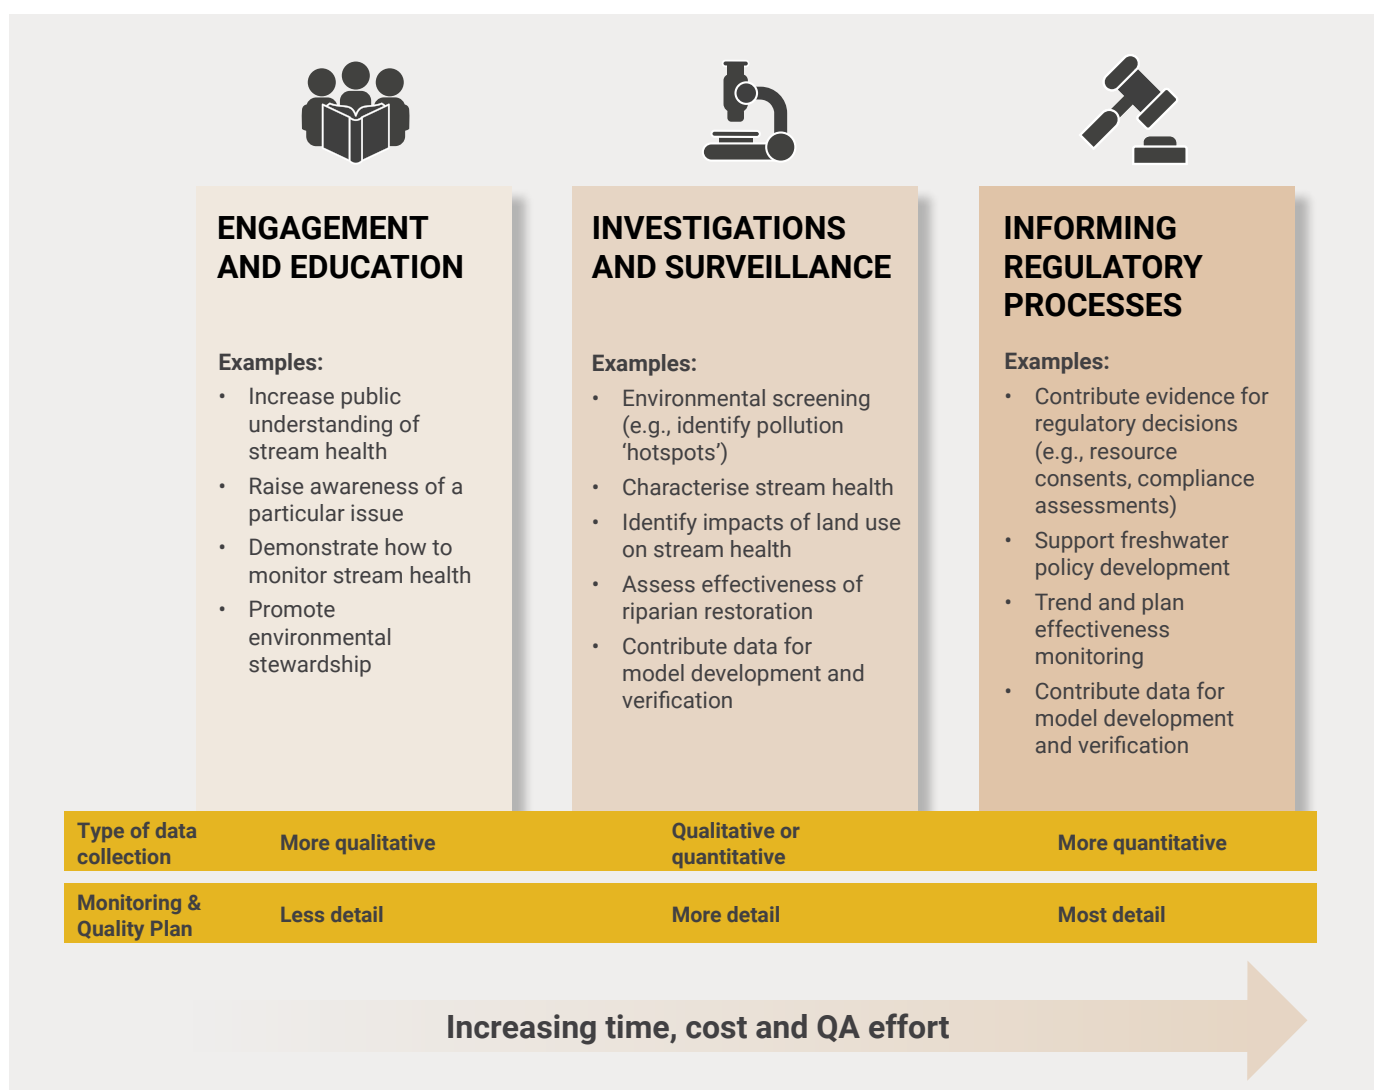 ENGAGEMENT
AND EDUCATION
Examples:
• Increase public
understanding of
stream health
• Raise awareness of a
particular issue
• Demonstrate how to
monitor stream health
• Promote
environmental
stewardship
INVESTIGATIONS
AND SURVEILLANCE
Examples:
• Environmental screening
(e.g., identify pollution
‘hotspots’)
• Characterise stream health
• Identify impacts of land use
on stream health
• Assess effectiveness of
riparian restoration
• Contribute data for
model development and
verification
INFORMING
REGULATORY
PROCESSES
Examples:
• Contribute evidence for
regulatory decisions
(e.g., resource
consents, compliance
assessments)
• Support freshwater
policy development
• Trend and plan
effectiveness
monitoring
• Contribute data for
model development
and verification
Type of data
collection
More qualitative
Qualitative or
quantitative
More quantitative
Monitoring &
Quality Plan
Less detail
More detail
Most detail
Increasing time, cost and QA effort